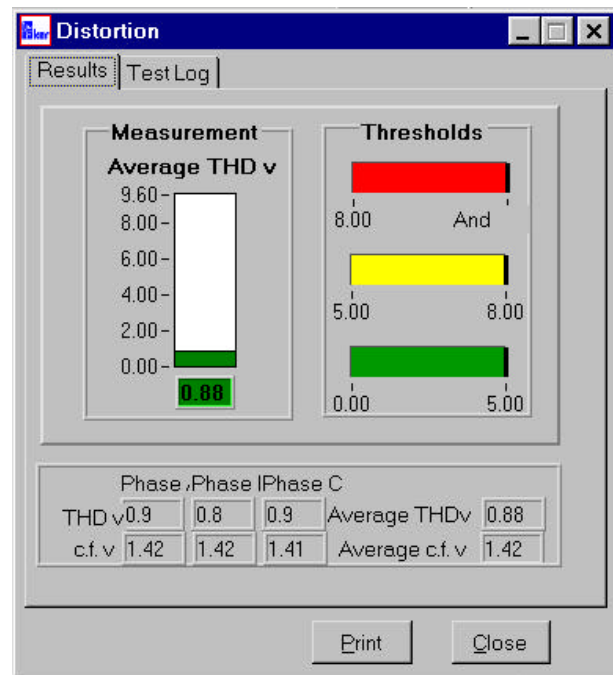 Distortion
Results Test Log
Measurement
Average THD v
9.60
8.00
6.00
4.00
2.00
0.00
0.88
Thresholds
8.00 And
5.00 8.00
0.00 5.00
Phase Phase Phase C
THD v 0.9 0.8 0.9 Average THDv 0.88
c.f. v 1.42 1.42 1.41 Average c.f. v 1.42
Print Close